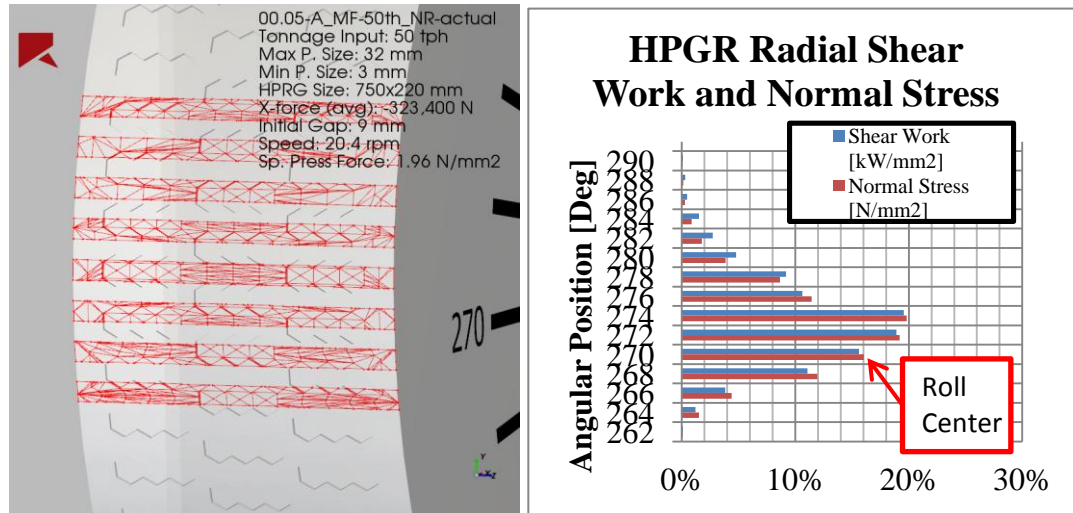 00.05-A_MF-50th_NR-actual
Tonnage Input: 50 tph
Max P. Size: 32 mm
Min P. Size: 3 mm
HPRG Size: 750x220 mm
X-force (avg): -323,400 N
Initial Gap: 9 mm
Speed: 20.4 rpm
Sp. Press Force: 1.96 N/mm2
270
Y
X
Z
HPGR Radial Shear
Work and Normal Stress
Shear Work
[kW/mm2]
Normal Stress
[N/mm2]
Angular Position [Deg]
290
288
286
284
282
280
278
276
274
272
270
268
266
264
262
Roll
Center
0%
10%
20%
30%